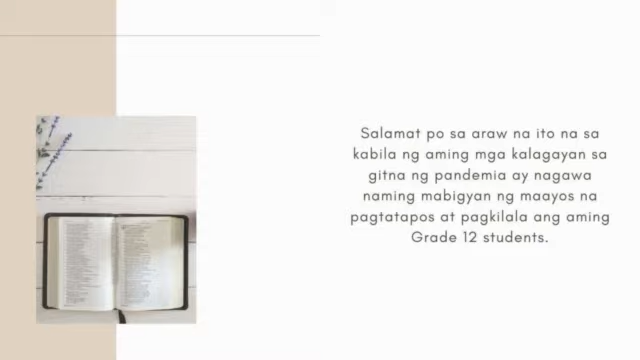 Salamat po sa araw na ito na sa
kabila ng aming mga kalagayan sa
gitna ng pandemia ay nagawa
naming mabigyan ng maayos na
pagtatapos at pagkilala ang aming
Grade 12 students.